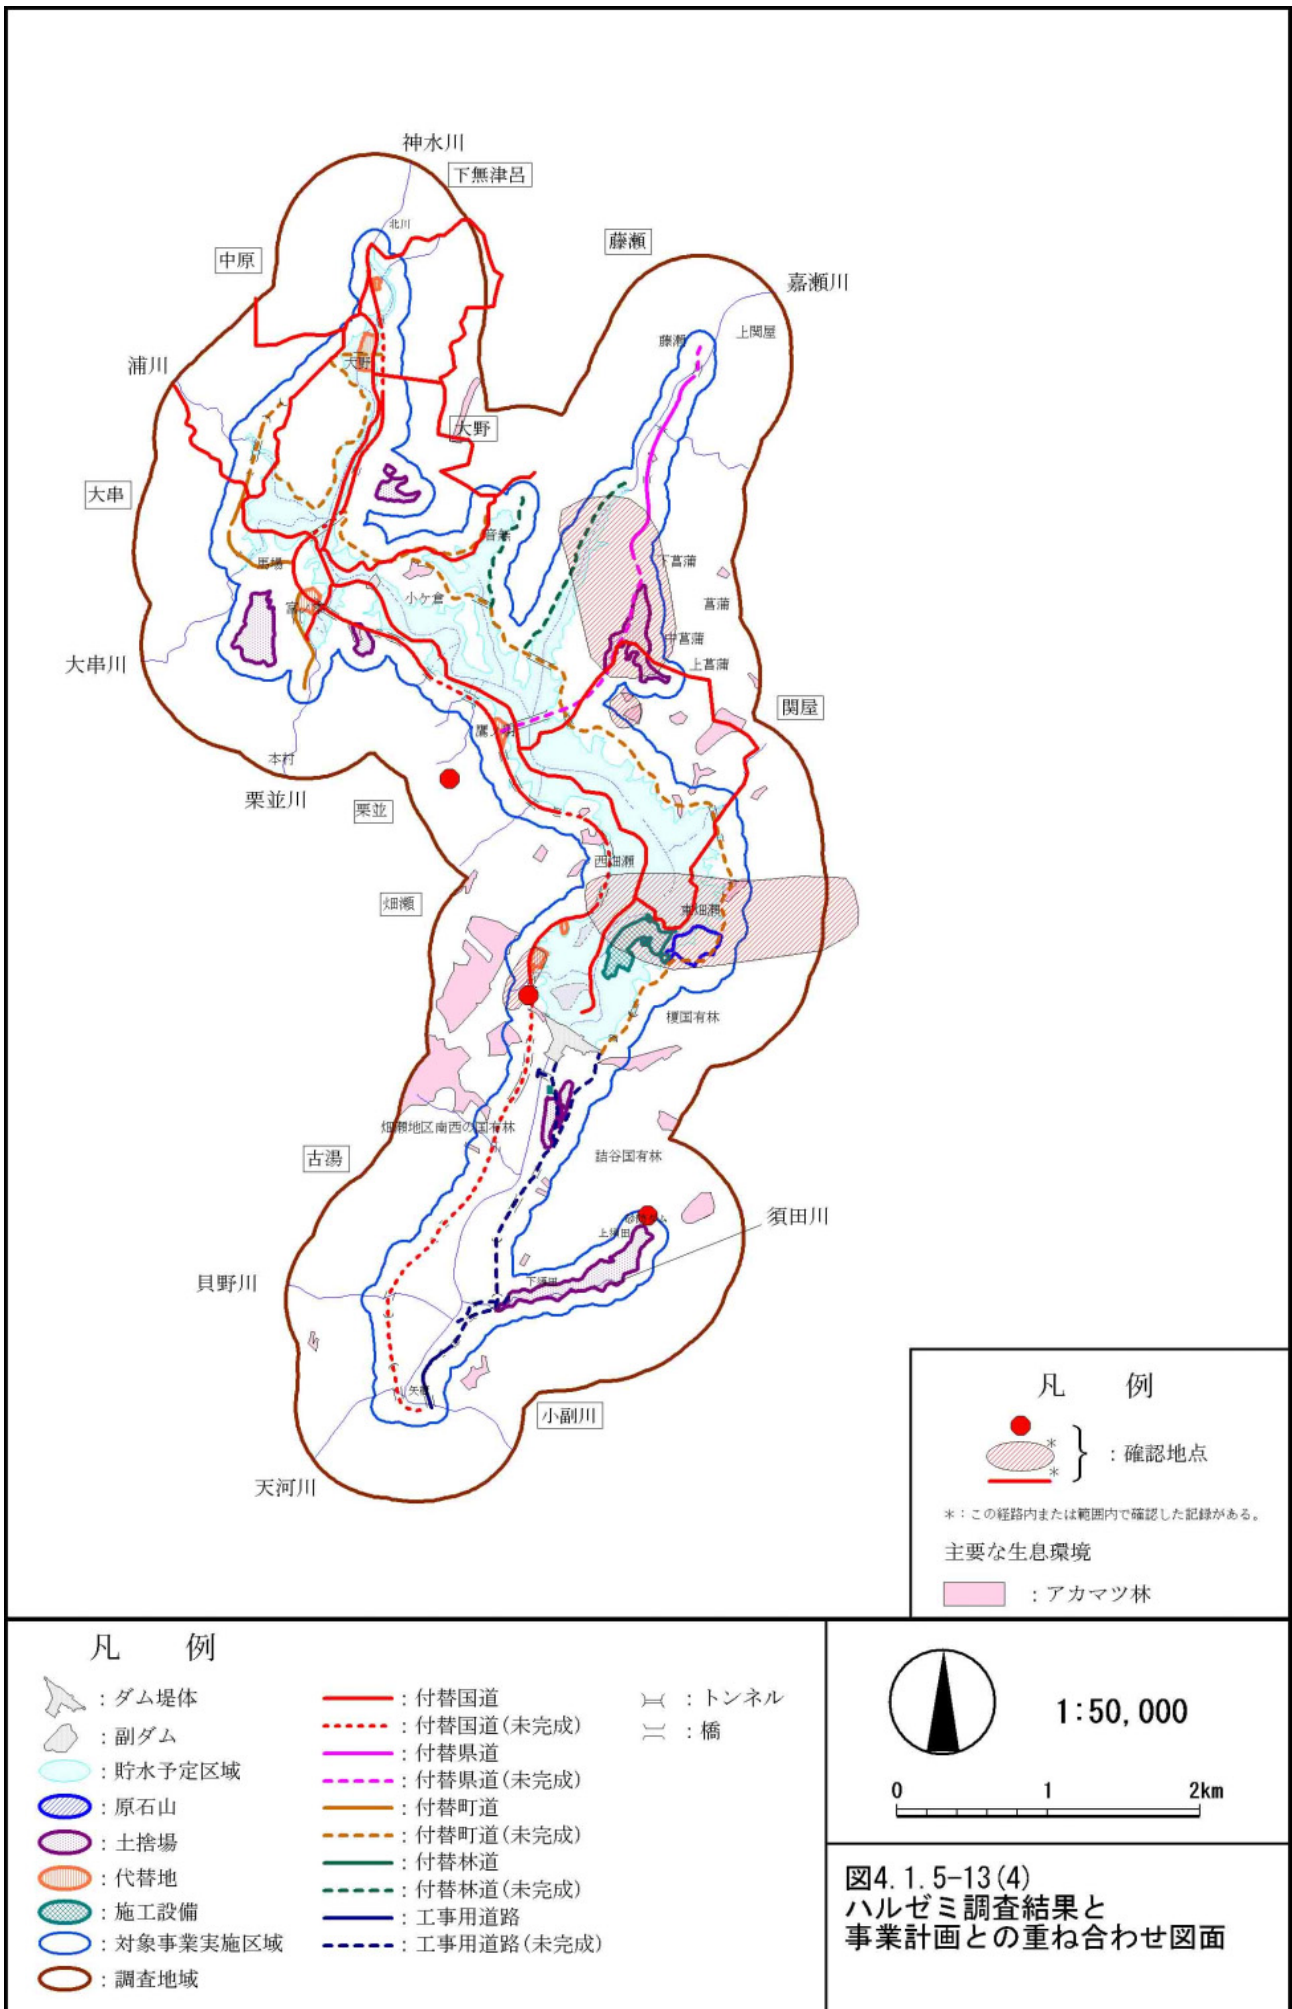 神水川
下無津呂
北川
中原
藤瀬
嘉瀬川
藤瀬
上関屋
浦川
大野
大野
大串
音無
下菖蒲
馬場
小ケ倉
菖蒲
中菖蒲
大串川
上菖蒲
関屋
本村
栗並川
栗並
西畑瀬
畑瀬
東畑瀬
榎国有林
畑瀬地区南西の国有林
古湯
詰谷国有林
須田川
上須田
貝野川
下須田
小副川
天河川
凡 例
*
*
：確認地点
*：この経路内または範囲内で確認した記録がある。
主要な生息環境
：アカマツ林
凡 例
：ダム堤体
：副ダム
：貯水予定区域
：原石山
：土捨場
：代替地
：施工設備
：対象事業実施区域
：調査地域
：付替国道
：付替国道(未完成)
：付替県道
：付替県道(未完成)
：付替町道
：付替町道(未完成)
：付替林道
：付替林道(未完成)
：工事用道路
：工事用道路(未完成)
：トンネル
：橋
1:50,000
0 1 2km
図4.1.5-13(4)
ハルゼミ調査結果と
事業計画との重ね合わせ図面